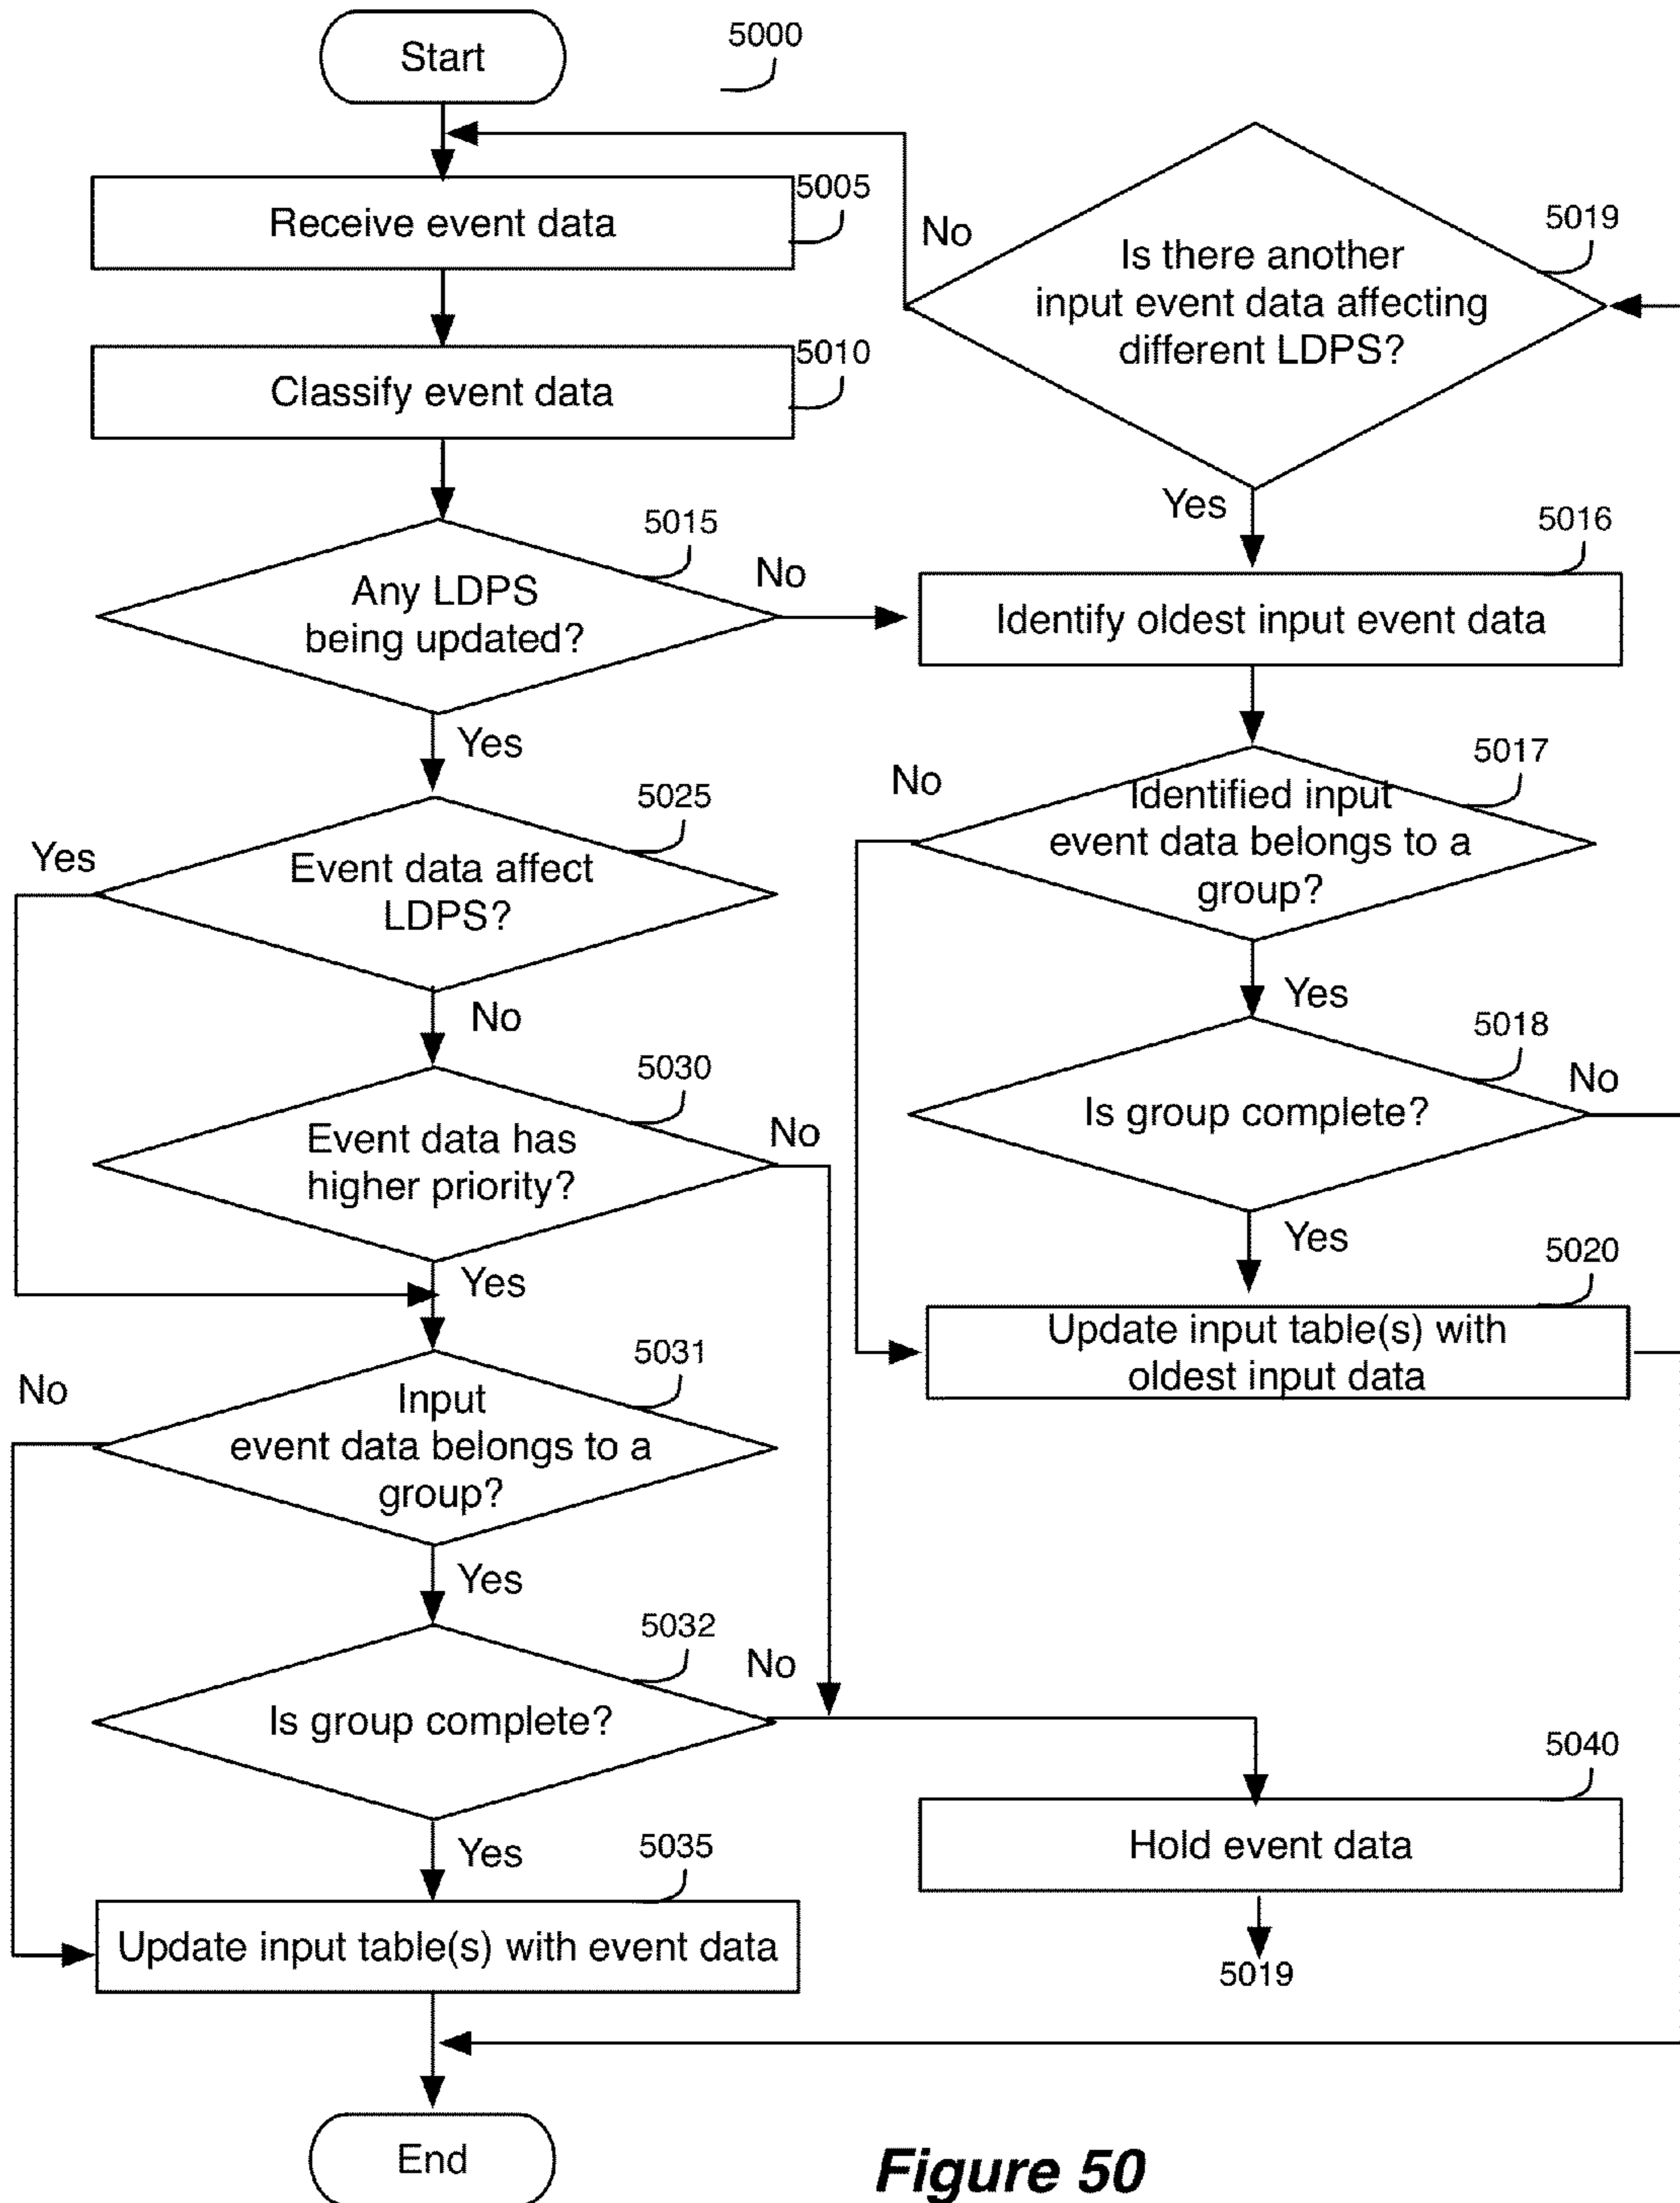 Start
5000
Receive event data
5005
Classify event data
5010
Any LDPS
being updated?
5015
No
Yes
Event data affect
LDPS?
5025
Yes
No
Event data has
higher priority?
5030
No
Yes
Input
event data belongs to a
group?
5031
No
Yes
Is group complete?
5032
No
Yes
Update input table(s) with event data
5035
End
Is there another
input event data affecting
different LDPS?
5019
No
Yes
Identify oldest input event data
5016
Identified input
event data belongs to a
group?
5017
No
Yes
Is group complete?
5018
No
Yes
Update input table(s) with
oldest input data
5020
Hold event data
5040
5019
Figure 50